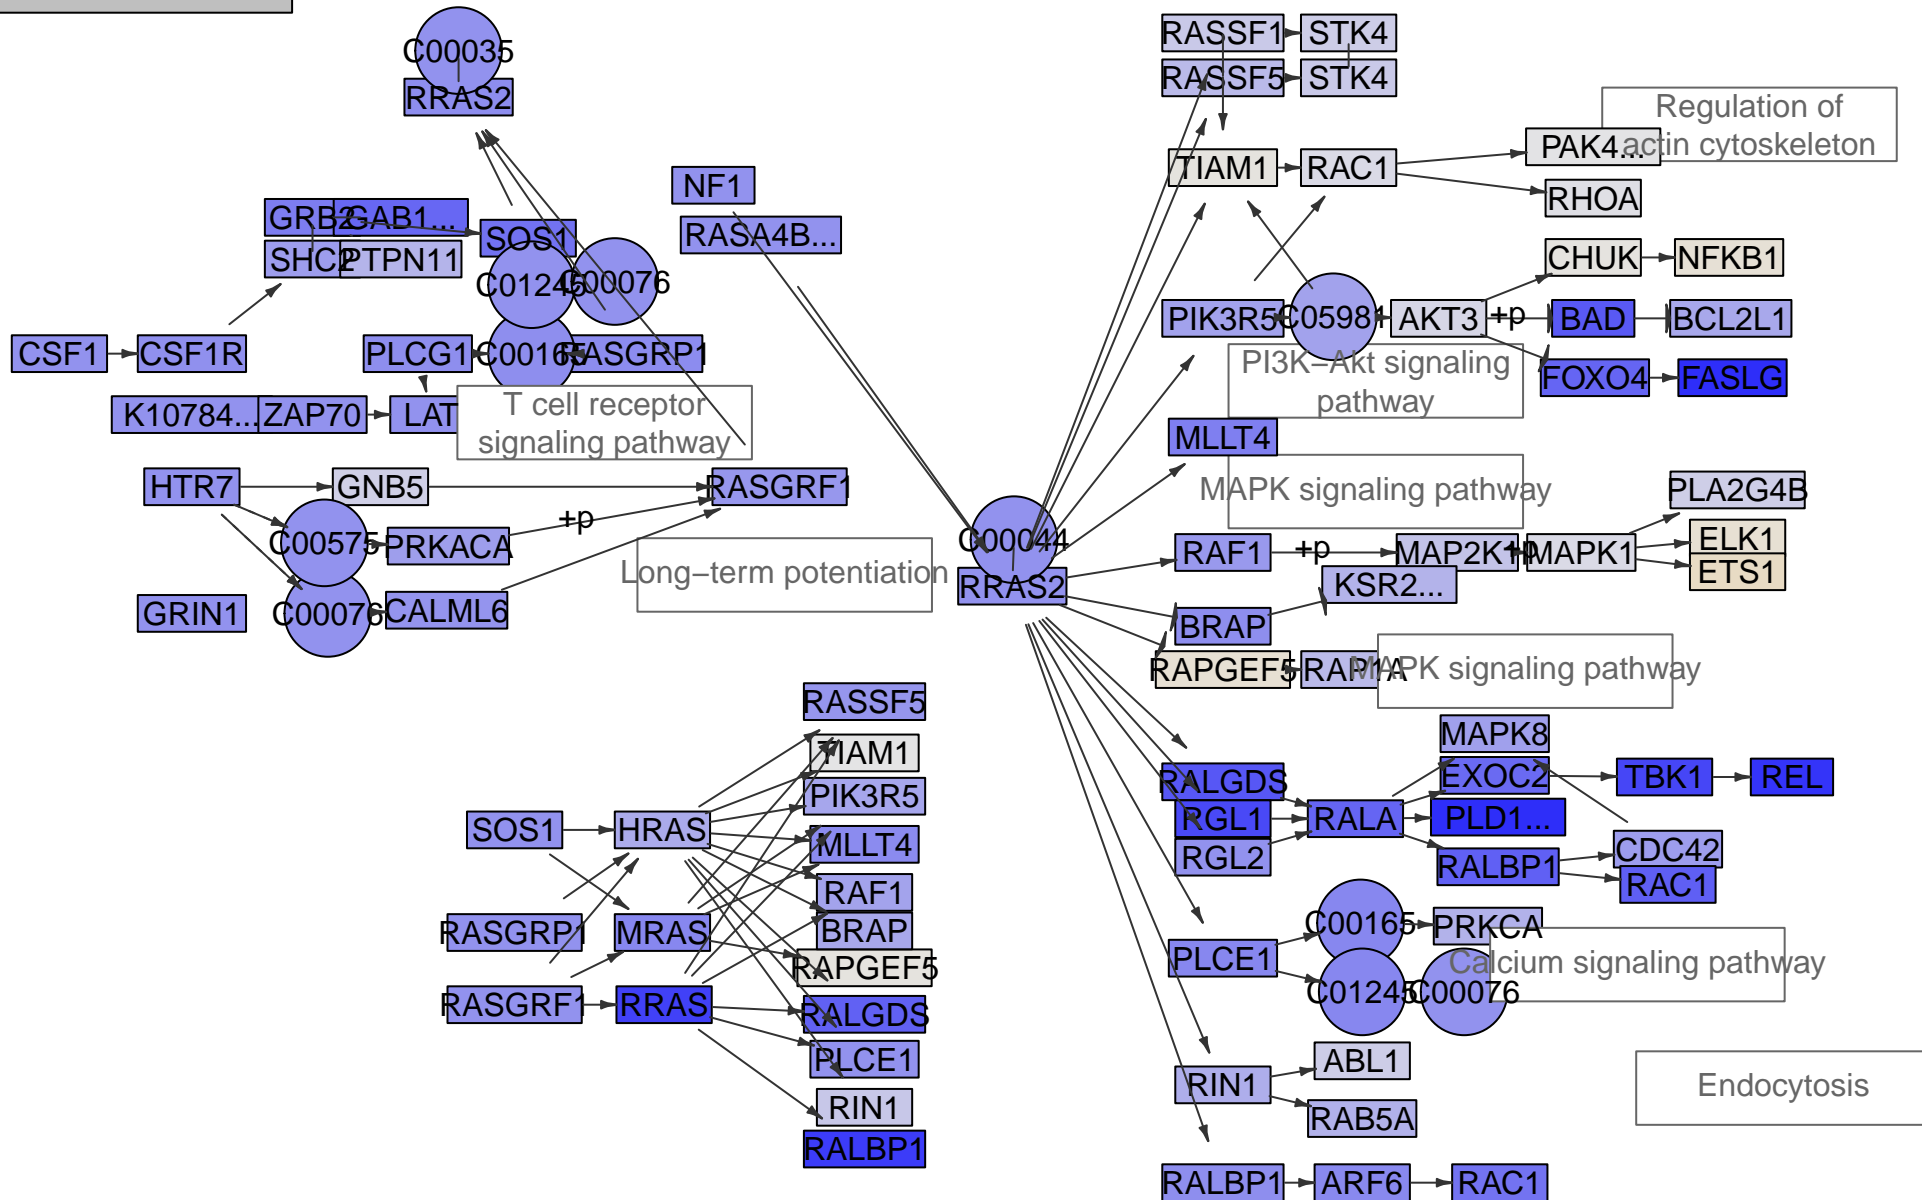 C00035
RRAS2
NF1
RASA4B...
GRB2
GAB1...
SHC2
PTPN11
SOS1
C01245
C00076
CSF1
CSF1R
PLCG1
C00165
RASGRP1
K10784...
ZAP70
LAT
T cell receptor
signaling pathway
HTR7
GNB5
RASGRF1
C00575
PRKACA
+p
GRIN1
C00076
CALML6
Long−term potentiation
C00044
RRAS2
RASSF1
STK4
RASSF5
STK4
Regulation of
actin cytoskeleton
PAK4...
TIAM1
RAC1
RHOA
CHUK
NFKB1
PIK3R5
C05981
AKT3
+p
BAD
BCL2L1
FOXO4
FASLG
PI3K−Akt signaling
pathway
MLLT4
MAPK signaling pathway
PLA2G4B
RAF1
+p
MAP2K1
+p
MAPK1
ELK1
ETS1
KSR2...
BRAP
RAPGEF5
RAP1A
MAPK signaling pathway
MAPK8
RALGDS
EXOC2
TBK1
REL
RGL1
RALA
PLD1...
RGL2
RALBP1
CDC42
RAC1
C00165
PRKCA
PLCE1
Calcium signaling pathway
C01245
C00076
ABL1
RIN1
RAB5A
Endocytosis
RALBP1
ARF6
RAC1
RASSF5
TIAM1
PIK3R5
SOS1
HRAS
MLLT4
RAF1
RASGRP1
MRAS
BRAP
RAPGEF5
RASGRF1
RRAS
RALGDS
PLCE1
RIN1
RALBP1